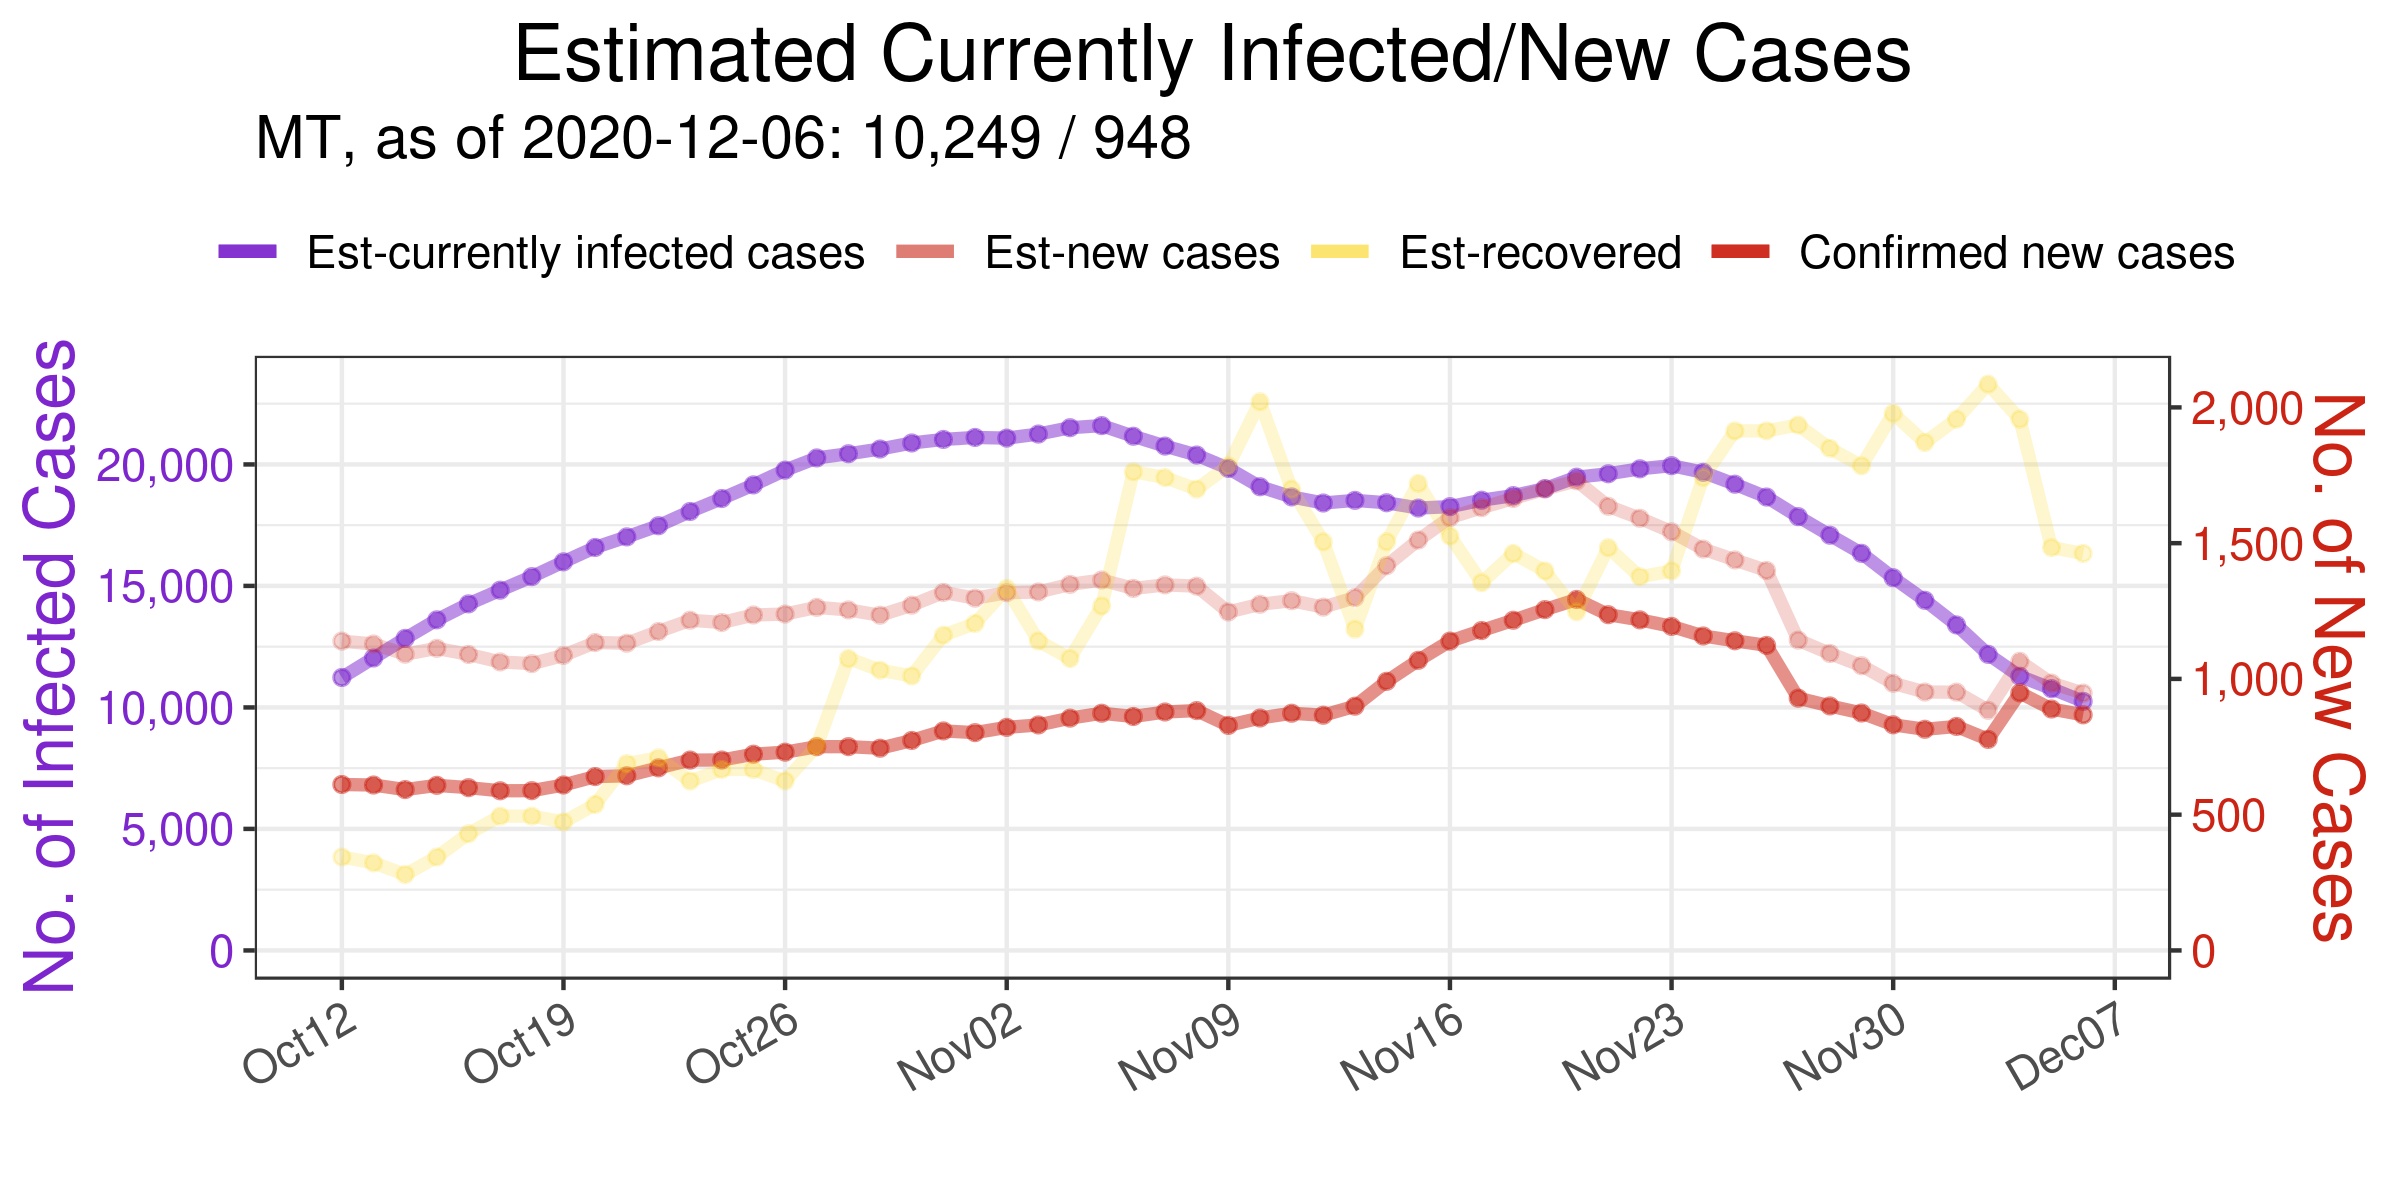 Estimated Currently Infected/New Cases
MT, as of 2020-12-06: 10,249 / 948
Est-currently infected cases Est-new cases Est-recovered Confirmed new cases
No. of Infected Cases
20,000
15,000
10,000
5,000
0
2,000
1,500
1,000
500
0
No. of New Cases
Oct12 Oct19 Oct26 Nov02 Nov09 Nov16 Nov23 Nov30 Dec07